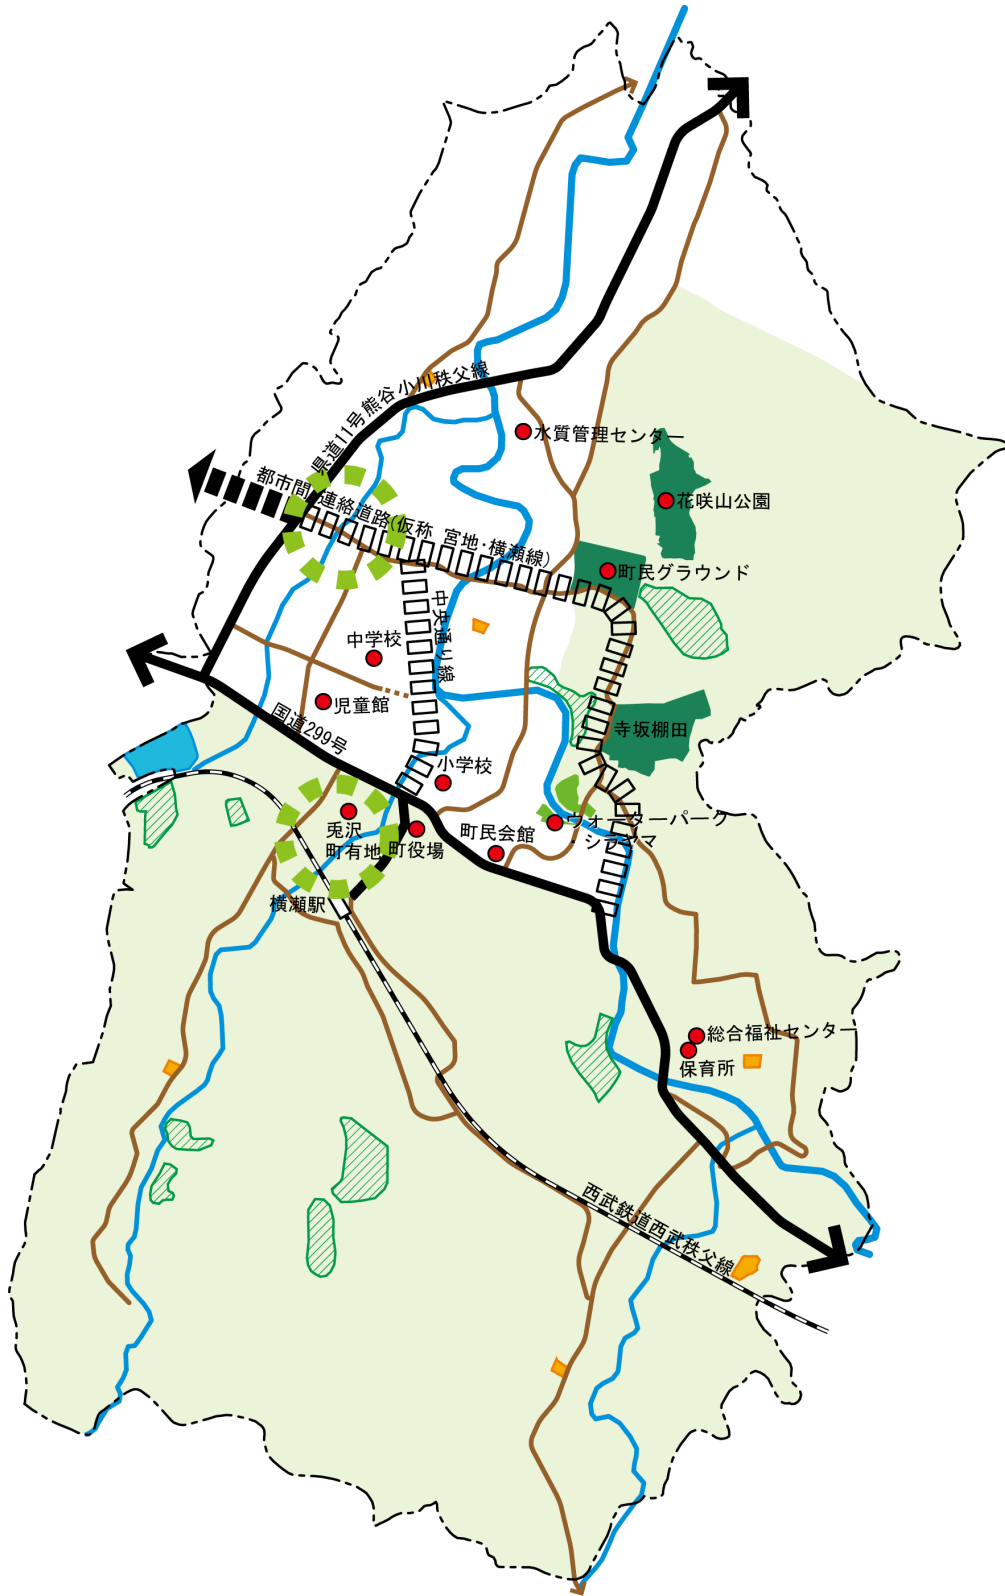 県道11号熊谷小川秩父線
水質管理センター
都市間 連絡道路(仮称 宮地・横瀬線)
花咲山公園
町民グラウンド
中央通り線
中学校
児童館
国道299号
寺坂棚田
小学校
兎沢
町有地
町役場
町民会館
ウォーターパーク
・シラヤマ
横瀬駅
総合福祉センター
保育所
西武鉄道西武秩父線